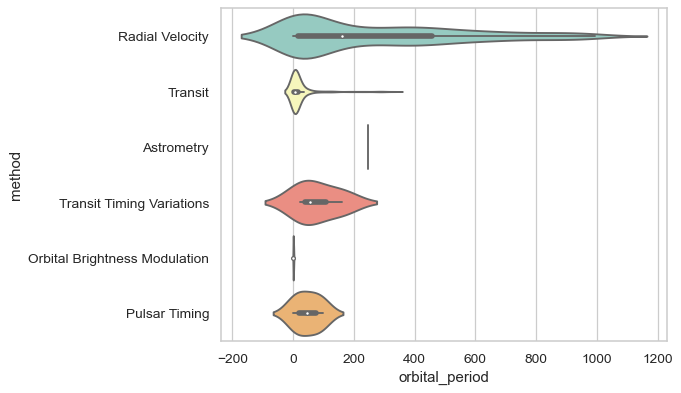 Radial Velocity
Transit
Astrometry
Transit Timing Variations
Orbital Brightness Modulation
Pulsar Timing
method
−200 0 200 400 600 800 1000 1200
orbital_period